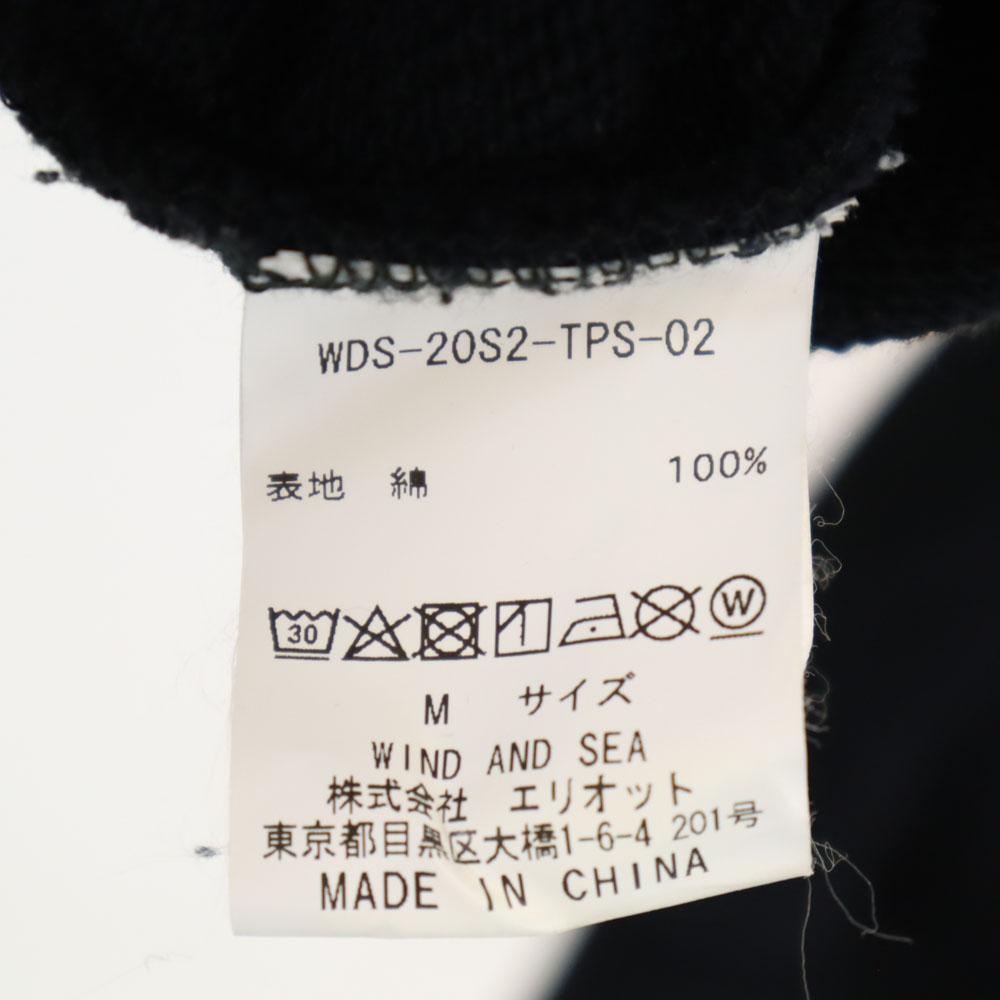 WDS-20S2-TPS-02
表地 綿 100%
30 W
M サイズ
WIND AND SEA
株式会社 エリオット
東京都目黒区大橋1-6-4 201号
MADE IN CHINA